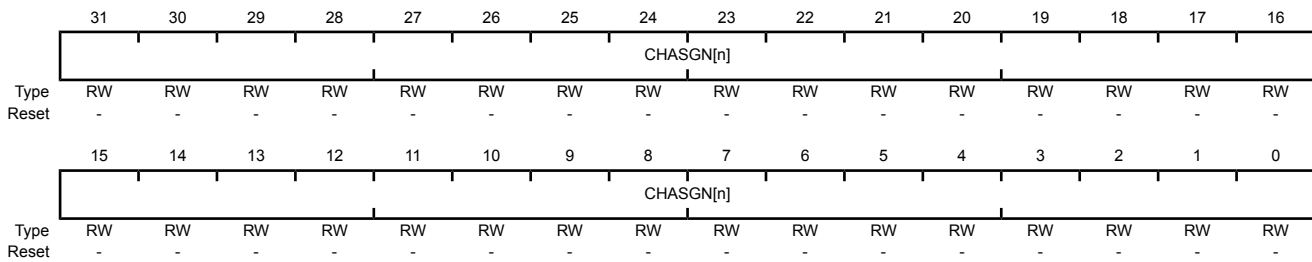 31 30 29 28 27 26 25 24 23 22 21 20 19 18 17 16
CHASGN[n]
Type RW RW RW RW RW RW RW RW RW RW RW RW RW RW RW RW
Reset - - - - - - - - - - - - - - - -
15 14 13 12 11 10 9 8 7 6 5 4 3 2 1 0
CHASGN[n]
Type RW RW RW RW RW RW RW RW RW RW RW RW RW RW RW RW
Reset - - - - - - - - - - - - - - - -